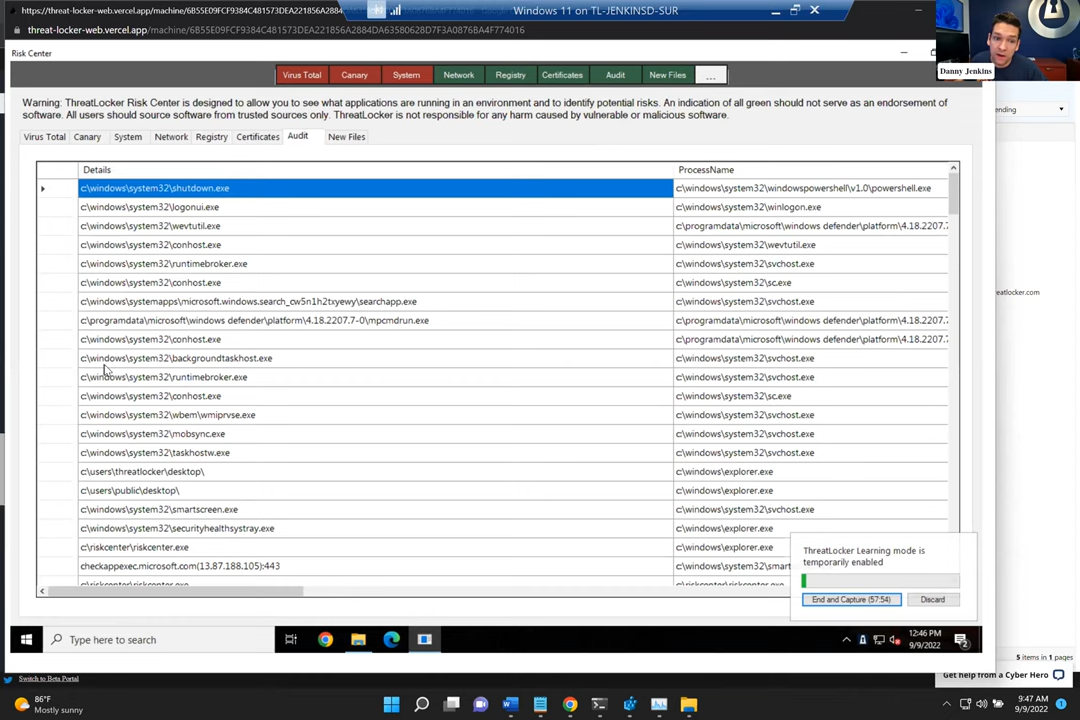 https://threat-locker-web.vercel.app/machine/6B55E09FCF9384C481573ADD221856A2884
Windows 11 on TL-JENKINSD-SUR
threat-locker-web.vercel.app/machine/6B55E09FCF9384C481573ADD221856A2884DA63580628D7F3A0876BA4F774016
Danny Jenkins
Risk Center
Virus Total Canary System Network Registry Certificates Audit New Files ...
ending
Warning: ThreatLocker Risk Center is designed to allow you to see what applications are running in an environment and to identify potential risks. An indication of all green should not serve as an endorsement of
software. All users should source software from trusted sources only. ThreatLocker is not responsible for any harm caused by vulnerable or malicious software.
Virus Total Canary System Network Registry Certificates Audit New Files
Details ProcessName
c:\windows\system32\shutdown.exe c:\windows\system32\windowspowershell\v1.0\powershell.exe
c:\windows\system32\logonui.exe c:\windows\system32\winlogon.exe
c:\windows\system32\wevtutil.exe c:\programdata\microsoft\windows defender\platform\4.18.2207.7
c:\windows\system32\conhost.exe c:\windows\system32\wevtutil.exe
c:\windows\system32\runtimebroker.exe c:\windows\system32\svchost.exe
c:\windows\system32\conhost.exe c:\windows\system32\sc.exe
c:\windows\systemapps\microsoft.windows.search_cw5n1h2txyewy\searchapp.exe c:\windows\system32\svchost.exe
eatlocker.com
c:\programdata\microsoft\windows defender\platform\4.18.2207.7-0\mpcmdrun.exe c:\programdata\microsoft\windows defender\platform\4.18.2207.7
c:\windows\system32\conhost.exe c:\programdata\microsoft\windows defender\platform\4.18.2207.7
c:\windows\system32\backgroundtaskhost.exe c:\windows\system32\svchost.exe
c:\windows\system32\runtimebroker.exe c:\windows\system32\svchost.exe
c:\windows\system32\conhost.exe c:\windows\system32\sc.exe
c:\windows\system32\wbem\wmiprvse.exe c:\windows\system32\svchost.exe
c:\windows\system32\mobsync.exe c:\windows\system32\svchost.exe
c:\windows\system32\taskhostw.exe c:\windows\system32\svchost.exe
c:\users\threatlocker\desktop\ c:\windows\explorer.exe
c:\users\public\desktop\ c:\windows\explorer.exe
c:\windows\system32\smartscreen.exe c:\windows\system32\svchost.exe
c:\windows\system32\securityhealthsystray.exe c:\windows\explorer.exe
c:\riskcenter\riskcenter.exe c:\windows\explorer.exe
checkappexec.microsoft.com(13.87.188.105):443 c:\windows\system32\smart
c:\riskcenter\riskcenter.exe
ThreatLocker Learning mode is
temporarily enabled
End and Capture (57:54) Discard
Type here to search
12:46 PM
9/9/2022
2
5 items in 1 pages
Switch to Beta Portal
Get help from a Cyber Hero
86°F
Mostly sunny
9:47 AM
9/9/2022
1